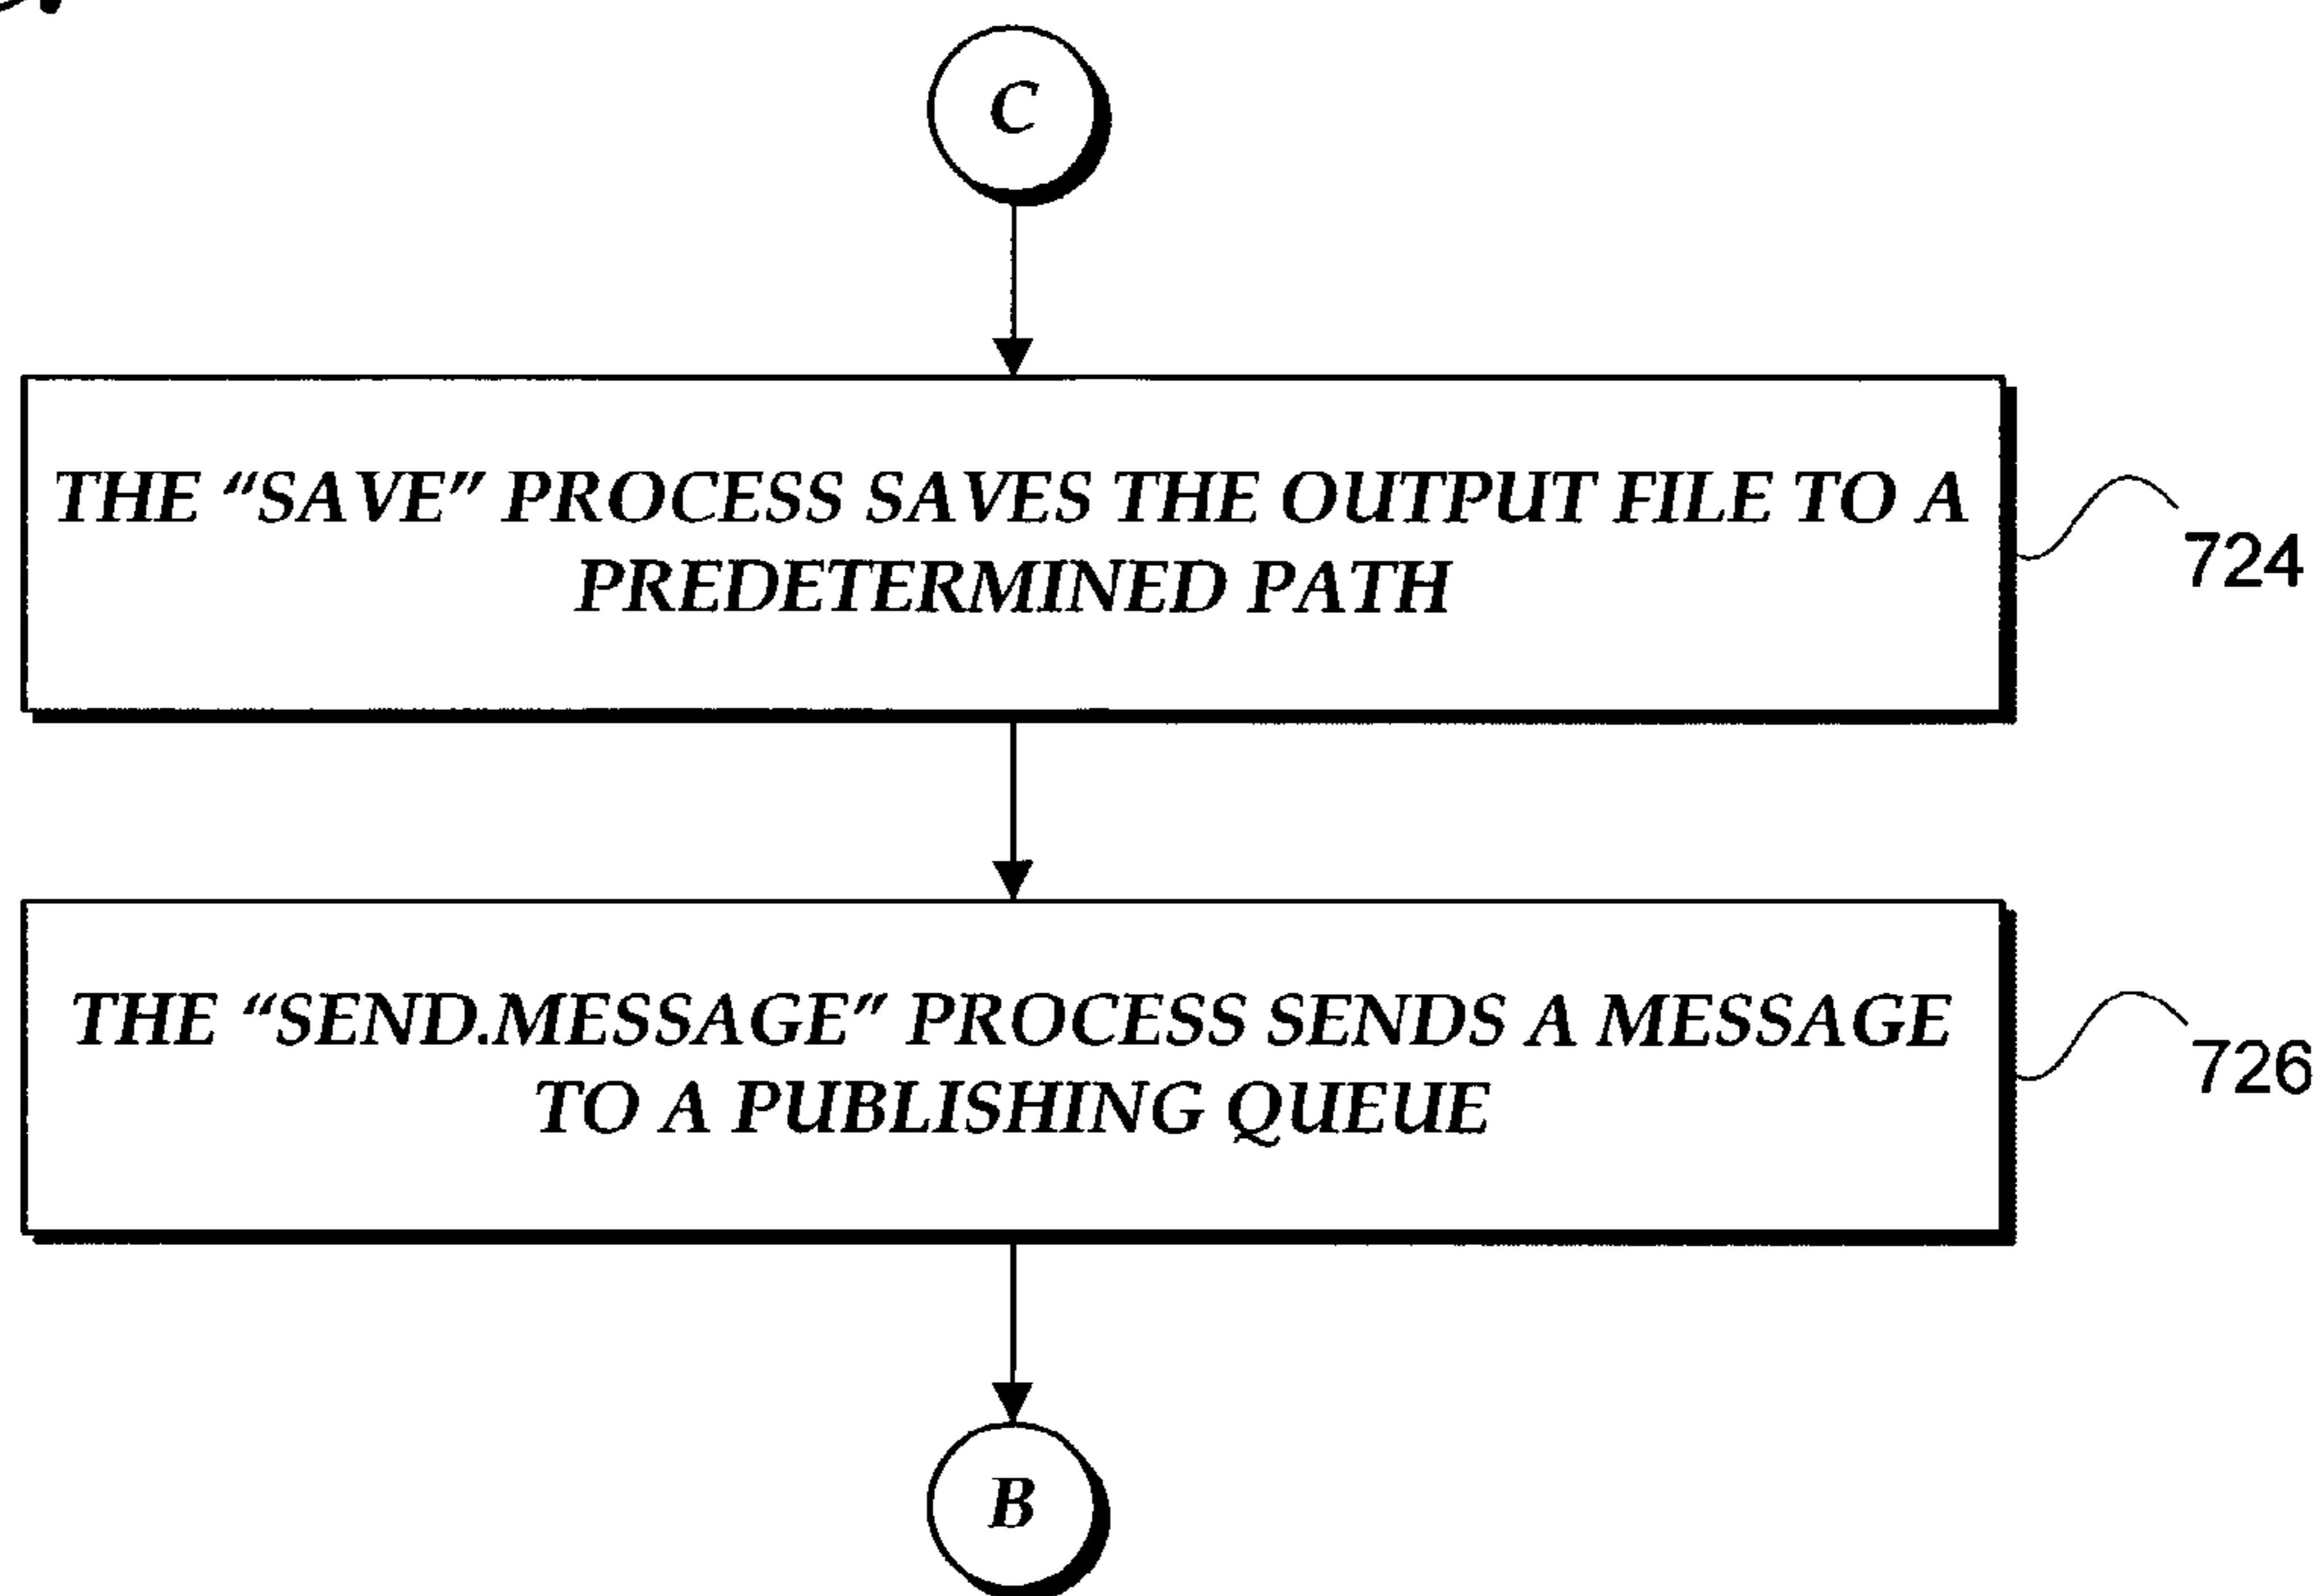 C
THE “SAVE” PROCESS SAVES THE OUTPUT FILE TO A
PREDETERMINED PATH
724
THE “SEND.MESSAGE” PROCESS SENDS A MESSAGE
TO A PUBLISHING QUEUE
726
B